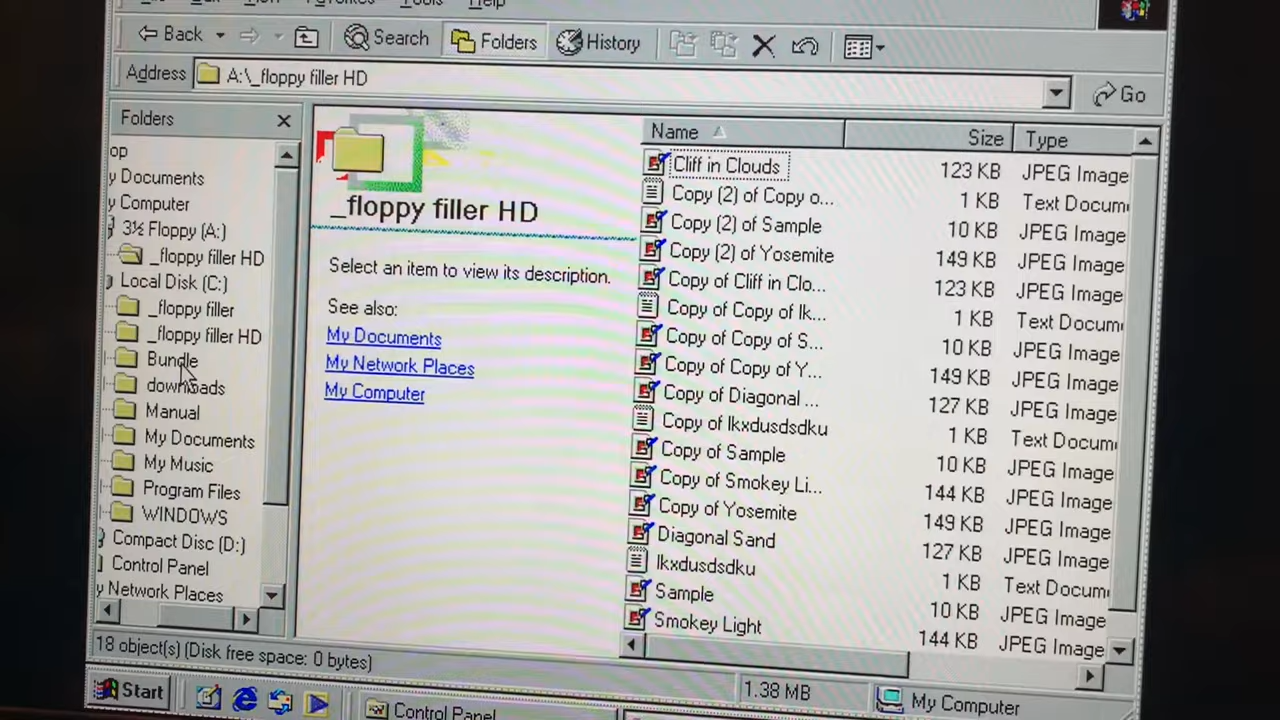 Favorites Tools Help
Back Search Folders History
Address A:\_floppy filler HD Go
Folders
op
y Documents
y Computer
3½ Floppy (A:)
_floppy filler HD
Local Disk (C:)
_floppy filler
_floppy filler HD
Bundle
downloads
Manual
My Documents
My Music
Program Files
WINDOWS
Compact Disc (D:)
Control Panel
y Network Places
_floppy filler HD
Select an item to view its description.
See also:
My Documents
My Network Places
My Computer
Name Size Type
Cliff in Clouds 123 KB JPEG Image
Copy (2) of Copy o... 1 KB Text Docum
Copy (2) of Sample 10 KB JPEG Image
Copy (2) of Yosemite 149 KB JPEG Image
Copy of Cliff in Clo... 123 KB JPEG Image
Copy of Copy of lk... 1 KB Text Docum
Copy of Copy of S... 10 KB JPEG Image
Copy of Copy of Y... 149 KB JPEG Image
Copy of Diagonal ... 127 KB JPEG Image
Copy of lkxdusdsdku 1 KB Text Docum
Copy of Sample 10 KB JPEG Image
Copy of Smokey Li... 144 KB JPEG Image
Copy of Yosemite 149 KB JPEG Image
Diagonal Sand 127 KB JPEG Image
lkxdusdsdku 1 KB Text Docum
Sample 10 KB JPEG Image
Smokey Light 144 KB JPEG Image
18 object(s) (Disk free space: 0 bytes) 1.38 MB My Computer
Start Control Panel